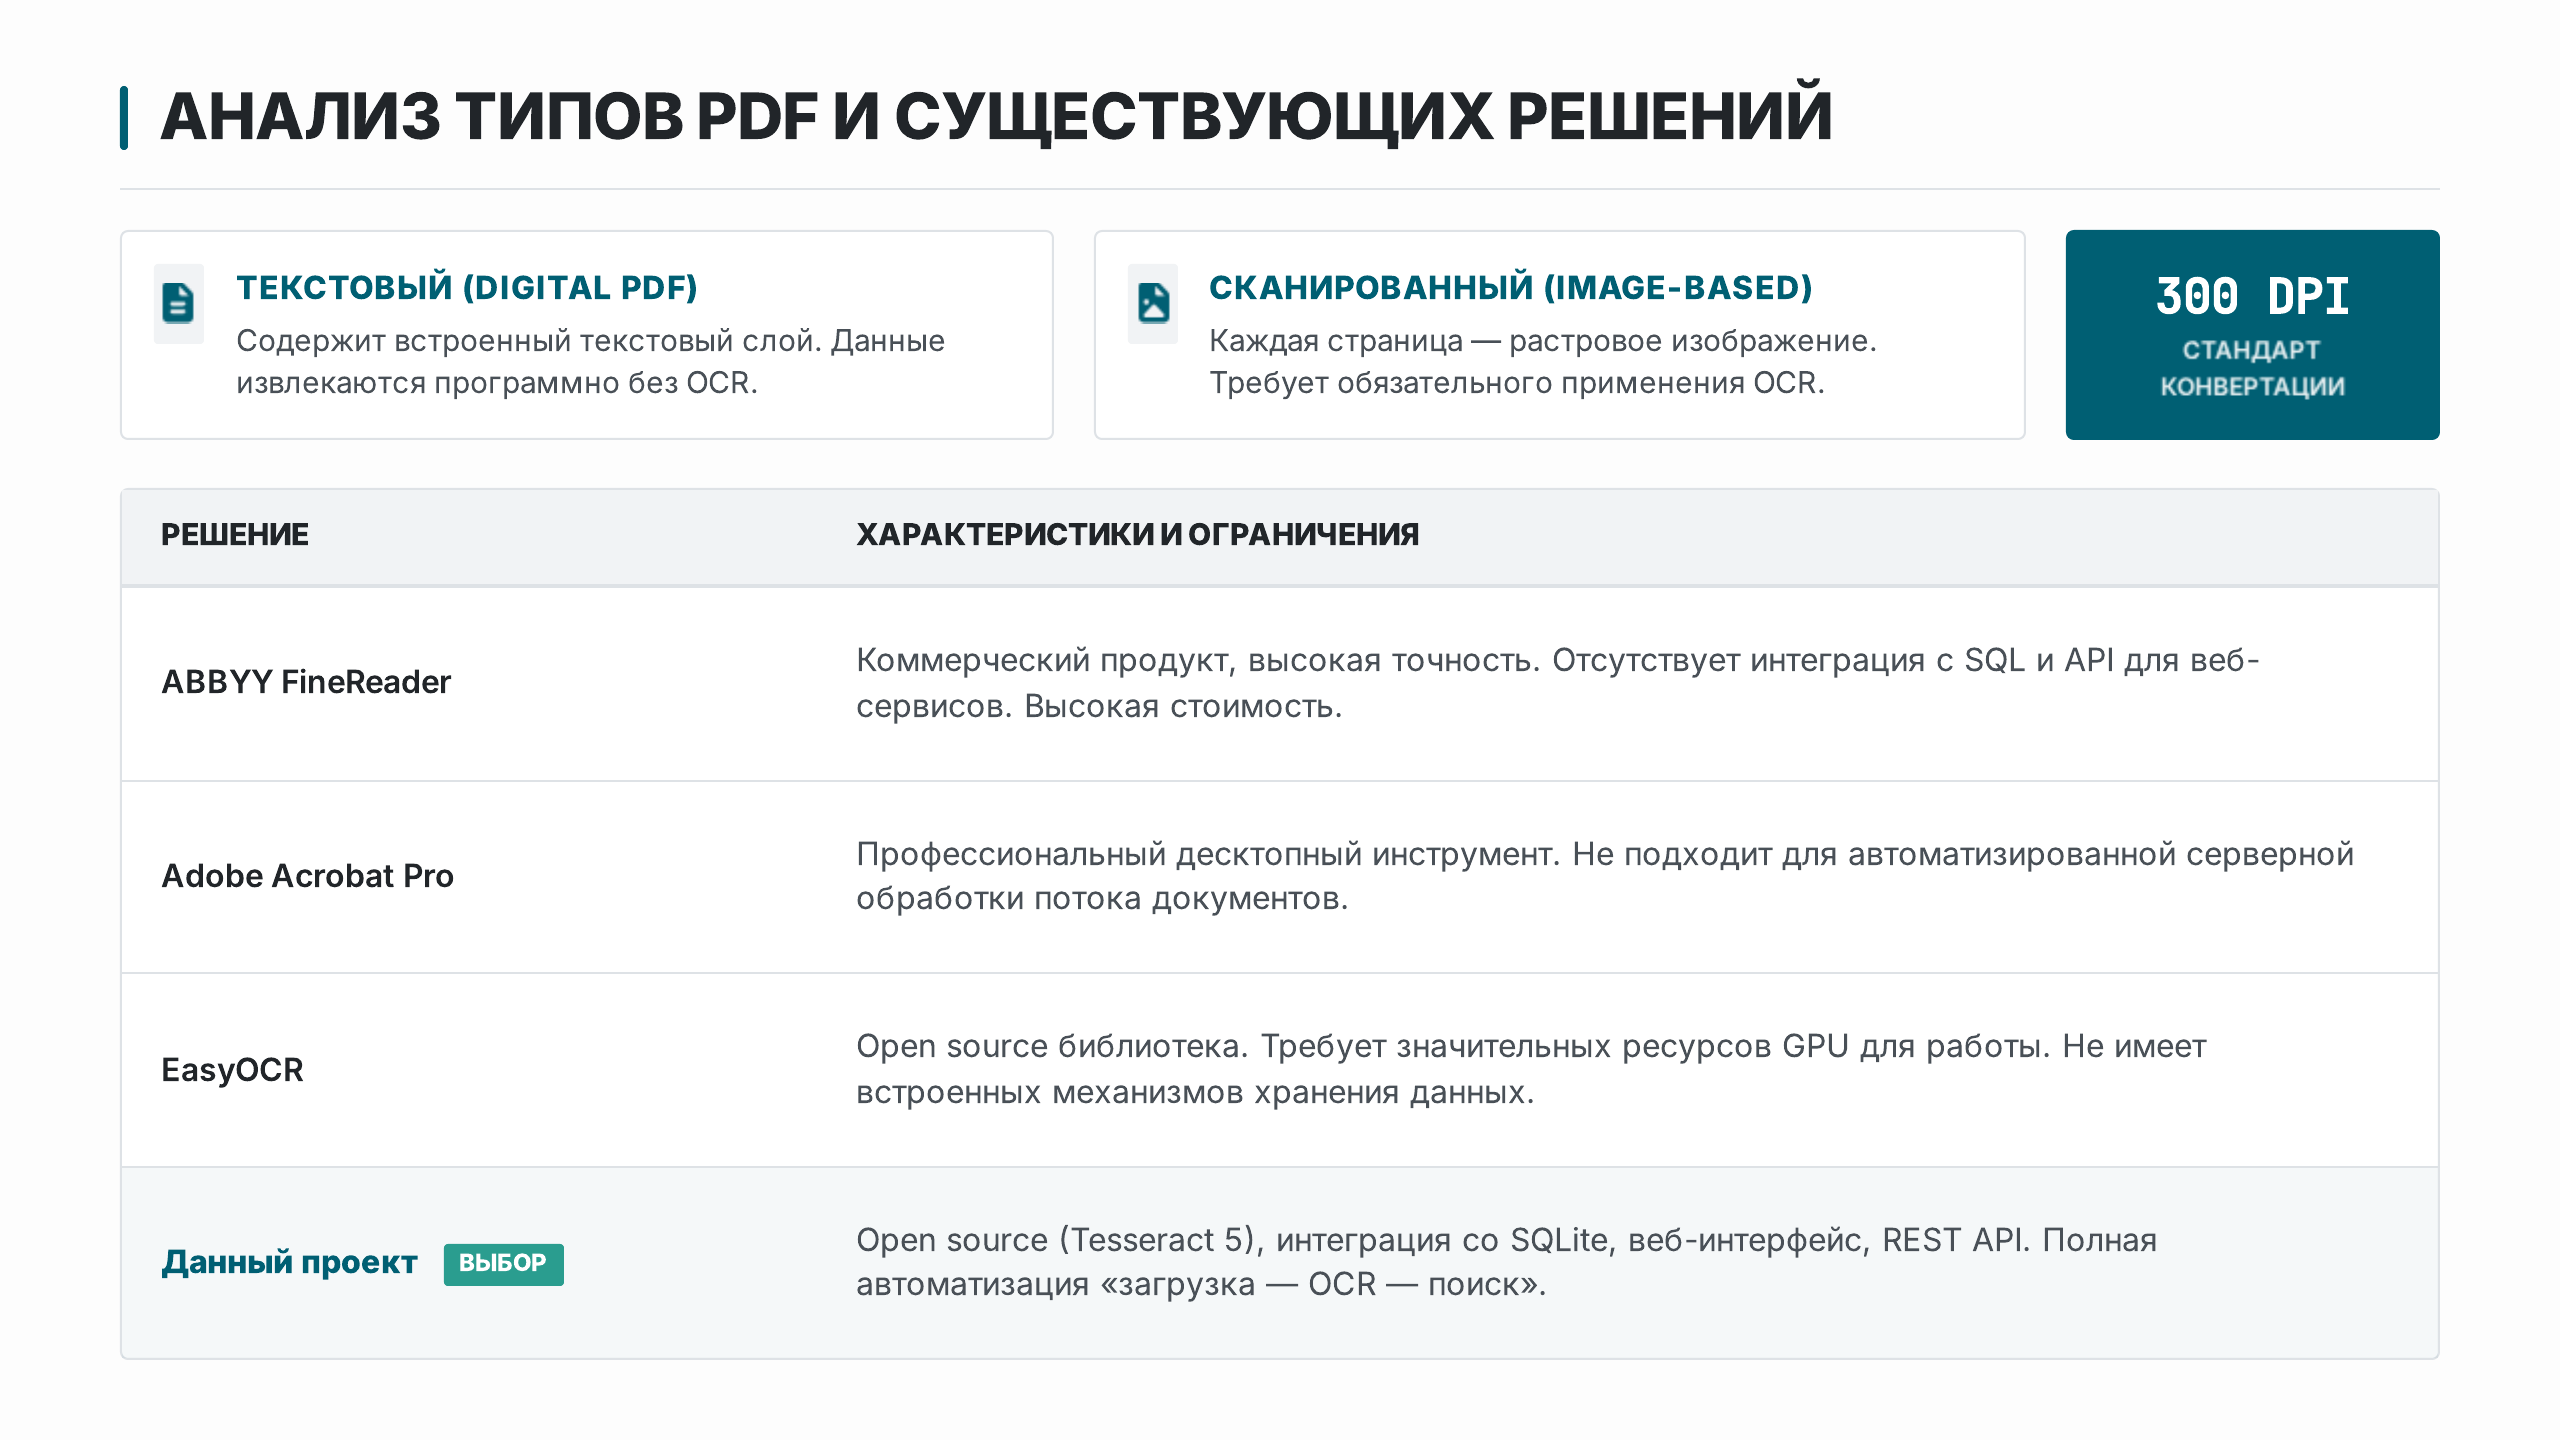 АНАЛИЗ ТИПОВ PDF И СУЩЕСТВУЮЩИХ РЕШЕНИЙ
ТЕКСТОВЫЙ (DIGITAL PDF)
Содержит встроенный текстовый слой. Данные
извлекаются программно без OCR.
СКАНИРОВАННЫЙ (IMAGE-BASED)
Каждая страница — растровое изображение.
Требует обязательного применения OCR.
300 DPI
СТАНДАРТ
КОНВЕРТАЦИИ
РЕШЕНИЕ
ХАРАКТЕРИСТИКИ И ОГРАНИЧЕНИЯ
ABBYY FineReader
Коммерческий продукт, высокая точность. Отсутствует интеграция с SQL и API для веб-
сервисов. Высокая стоимость.
Adobe Acrobat Pro
Профессиональный десктопный инструмент. Не подходит для автоматизированной серверной
обработки потока документов.
EasyOCR
Open source библиотека. Требует значительных ресурсов GPU для работы. Не имеет
встроенных механизмов хранения данных.
Данный проект ВЫБОР
Open source (Tesseract 5), интеграция со SQLite, веб-интерфейс, REST API. Полная
автоматизация «загрузка — OCR — поиск».